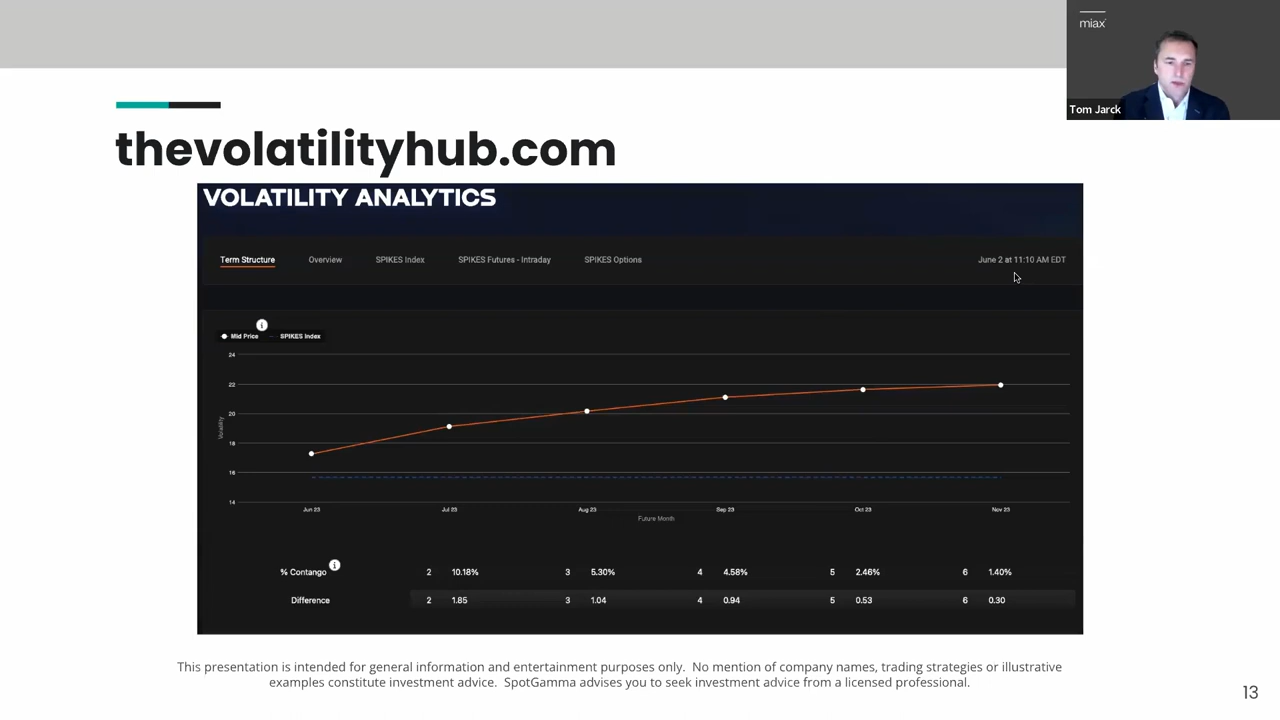 miax
Tom Jarck
thevolatilityhub.com
VOLATILITY ANALYTICS
Term Structure Overview SPIKES Index SPIKES Futures - Intraday SPIKES Options June 2 at 11:10 AM EDT
i
Mid Price SPIKES Index
24
22
20
18
16
14
Volatility
Jun 23 Jul 23 Aug 23 Sep 23 Oct 23 Nov 23
Future Month
% Contango i 2 10.18% 3 5.30% 4 4.58% 5 2.46% 6 1.40%
Difference 2 1.85 3 1.04 4 0.94 5 0.53 6 0.30
This presentation is intended for general information and entertainment purposes only. No mention of company names, trading strategies or illustrative
examples constitute investment advice. SpotGamma advises you to seek investment advice from a licensed professional.
13